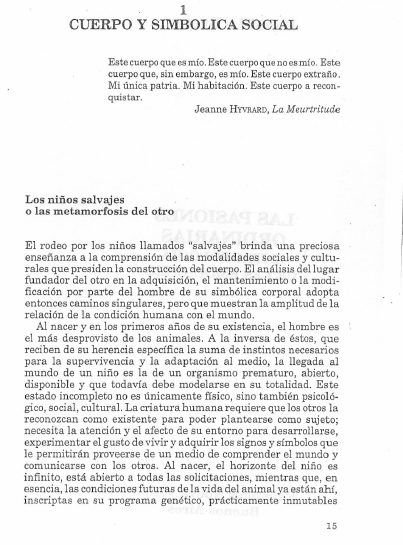 1
CUERPO Y SIMBOLICA SOCIAL
Este cuerpo que es mío. Este cuerpo que no es mío. Este
cuerpo que, sin embargo, es mío. Este cuerpo extraño.
Mi única patria. Mi habitación. Este cuerpo a recon-
quistar.
Jeanne HYVRARD, La Meurtritude
Los niños salvajes
o las metamorfosis del otro
LAS PASIONES
ORDINARIAS
El rodeo por los niños llamados "salvajes" brinda una preciosa
enseñanza a la comprensión de las modalidades sociales y cultu-
rales que presiden la construcción del cuerpo. El análisis del lugar
fundador del otro en la adquisición, el mantenimiento o la modi-
ficación por parte del hombre de su simbólica corporal adopta
entonces caminos singulares, pero que muestran la amplitud de la
relación de la condición humana con el mundo.
Al nacer y en los primeros años de su existencia, el hombre es
el más desprovisto de los animales. A la inversa de éstos, que
reciben de su herencia específica la suma de instintos necesarios
para la supervivencia y la adaptación al medio, la llegada al
mundo de un niño es la de un organismo prematuro, abierto,
disponible y que todavía debe modelarse en su totalidad. Este
estado incompleto no es únicamente físico, sino también psicoló-
gico, social, cultural. La criatura humana requiere que los otros la
reconozcan como existente para poder plantearse como sujeto;
necesita la atención y el afecto de su entorno para desarrollarse,
experimentar el gusto de vivir y adquirir los signos y símbolos que
le permitirán proveerse de un medio de comprender el mundo y
comunicarse con los otros. Al nacer, el horizonte del niño es
infinito, está abierto a todas las solicitaciones, mientras que, en
esencia, las condiciones futuras de la vida del animal ya están ahí,
inscriptas en su programa genético, prácticamente inmutables
15